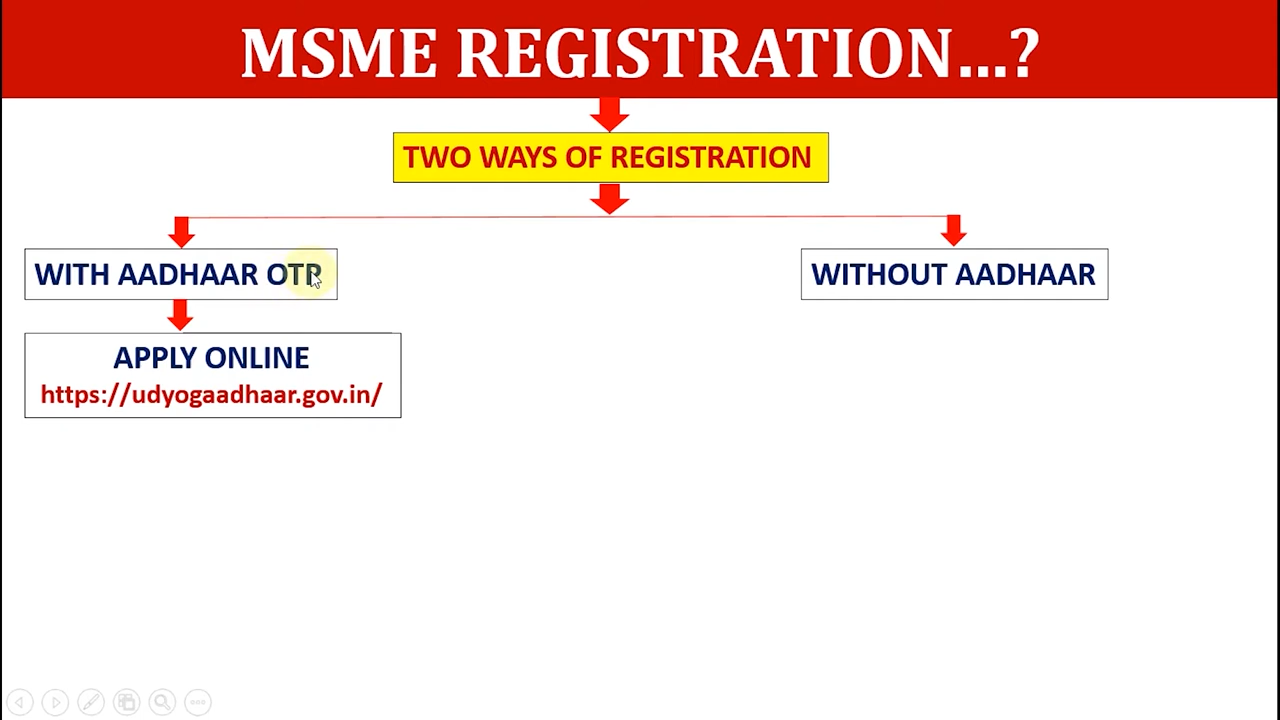 MSME REGISTRATION...?
TWO WAYS OF REGISTRATION
WITH AADHAAR OTP
WITHOUT AADHAAR
APPLY ONLINE
https://udyogaadhaar.gov.in/